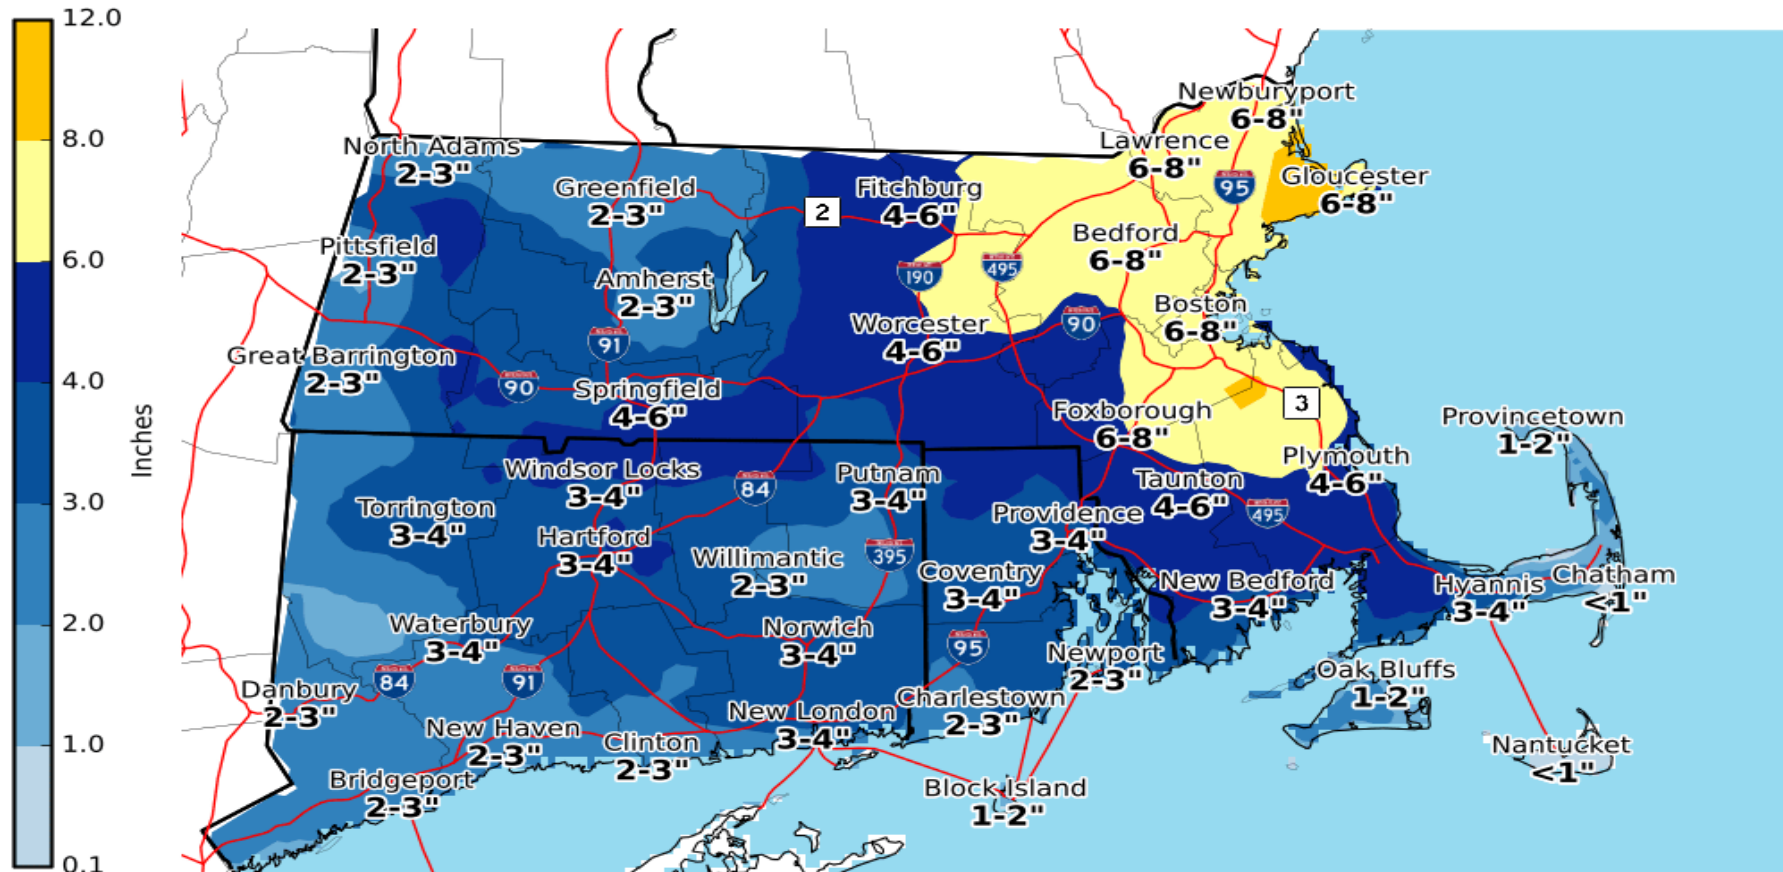 12.0
8.0
6.0
4.0
3.0
2.0
1.0
0.1
Inches
Newburyport
6-8"
Lawrence
6-8"
North Adams
2-3"
Greenfield
2-3"
Fitchburg
4-6"
Gloucester
6-8"
95
2
Pittsfield
2-3"
Bedford
6-8"
Amherst
2-3"
190
495
Boston
6-8"
Worcester
4-6"
90
91
Great Barrington
2-3"
90
Springfield
4-6"
3
Foxborough
6-8"
Provincetown
1-2"
Plymouth
4-6"
Windsor Locks
3-4"
84
Putnam
3-4"
Taunton
4-6"
495
Torrington
3-4"
Providence
3-4"
Hartford
3-4"
395
Willimantic
2-3"
Coventry
3-4"
New Bedford
3-4"
Hyannis
3-4"
Chatham
<1"
Waterbury
3-4"
Norwich
3-4"
95
Newport
2-3"
Oak Bluffs
1-2"
84
91
Danbury
2-3"
Charlestown
2-3"
New London
3-4"
New Haven
2-3"
Clinton
2-3"
Nantucket
<1"
Bridgeport
2-3"
Block Island
1-2"